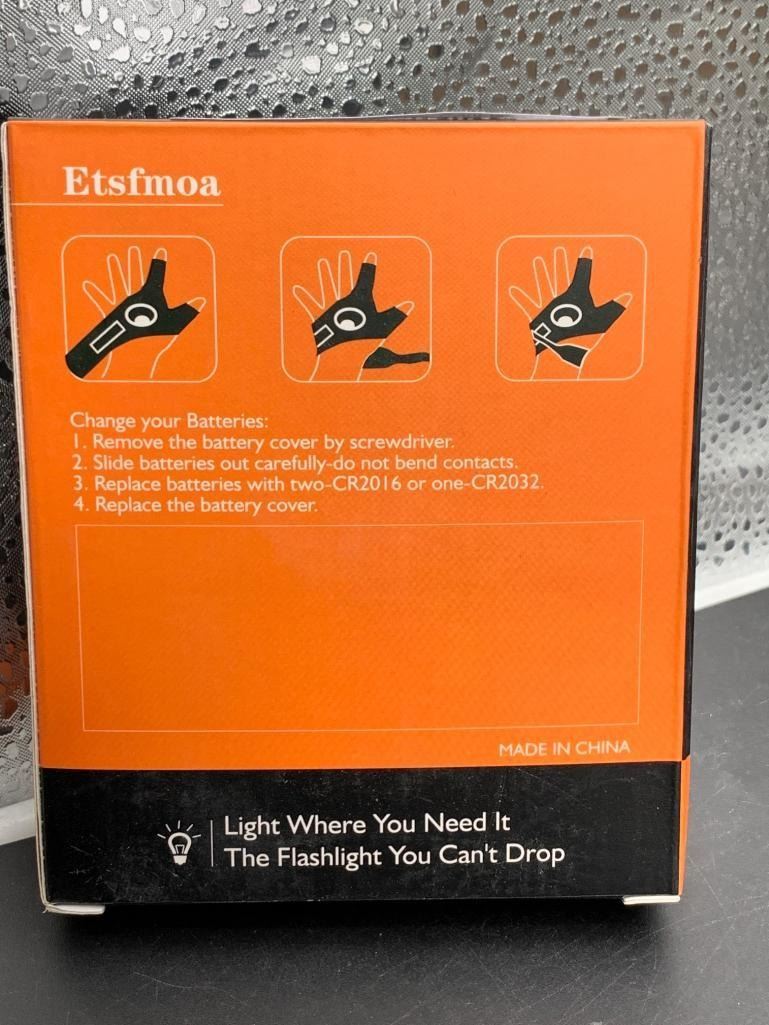 Etsfmoa
Change your Batteries:
1. Remove the battery cover by screwdriver.
2. Slide batteries out carefully-do not bend contacts.
3. Replace batteries with two-CR2016 or one-CR2032.
4. Replace the battery cover.
MADE IN CHINA
Light Where You Need It
The Flashlight You Can't Drop